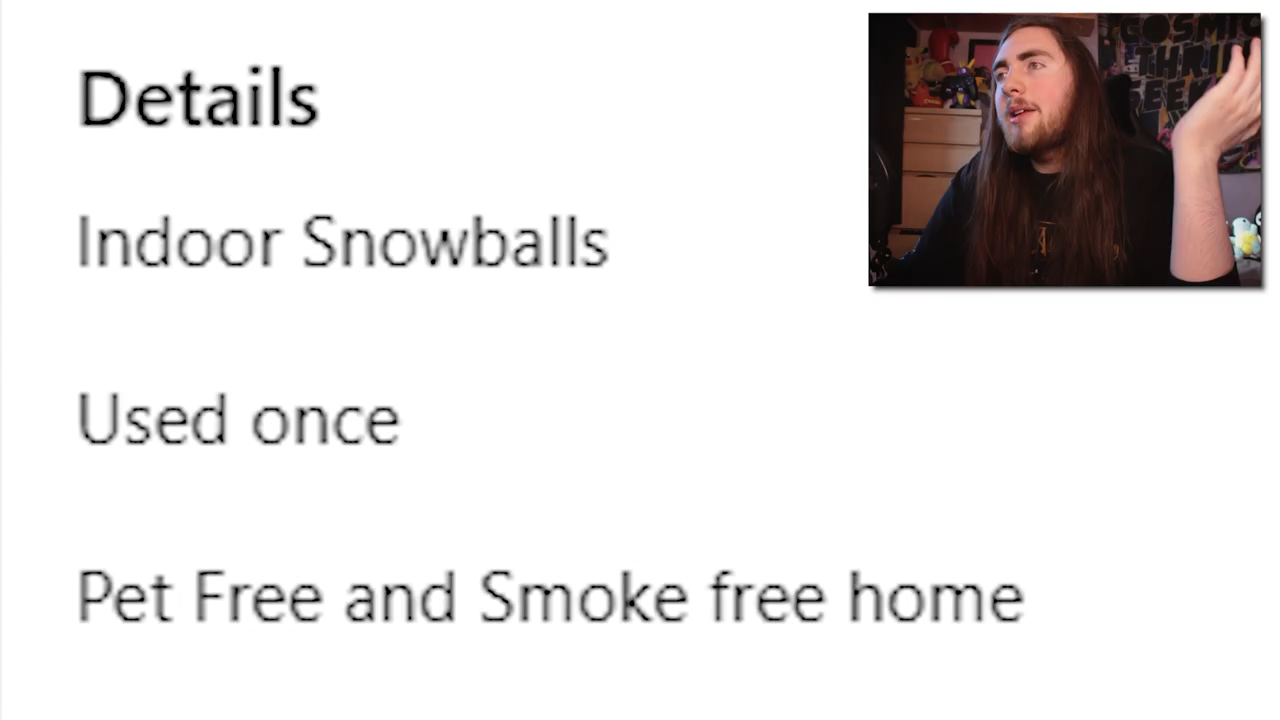 Details
Indoor Snowballs
Used once
Pet Free and Smoke free home